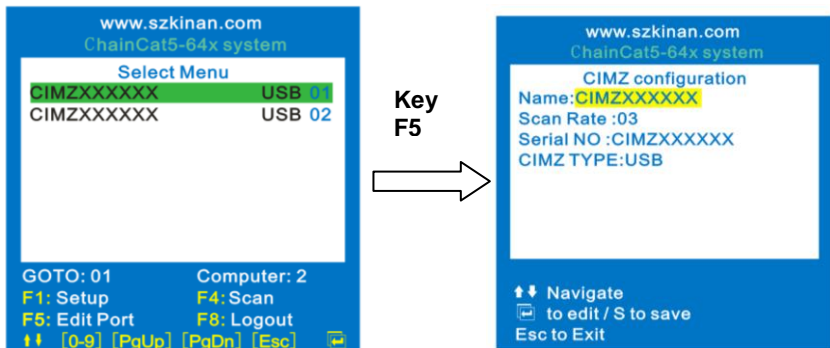 www.szkinan.com
ChainCat5-64x system
Select Menu
CIMZXXXXXX USB 01
CIMZXXXXXX USB 02
GOTO: 01 Computer: 2
F1: Setup F4: Scan
F5: Edit Port F8: Logout
[0-9] [PgUp] [PgDn] [Esc]
Key
F5
www.szkinan.com
ChainCat5-64x system
CIMZ configuration
Name:CIMZXXXXXX
Scan Rate :03
Serial NO :CIMZXXXXXX
CIMZ TYPE:USB
Navigate
to edit / S to save
Esc to Exit